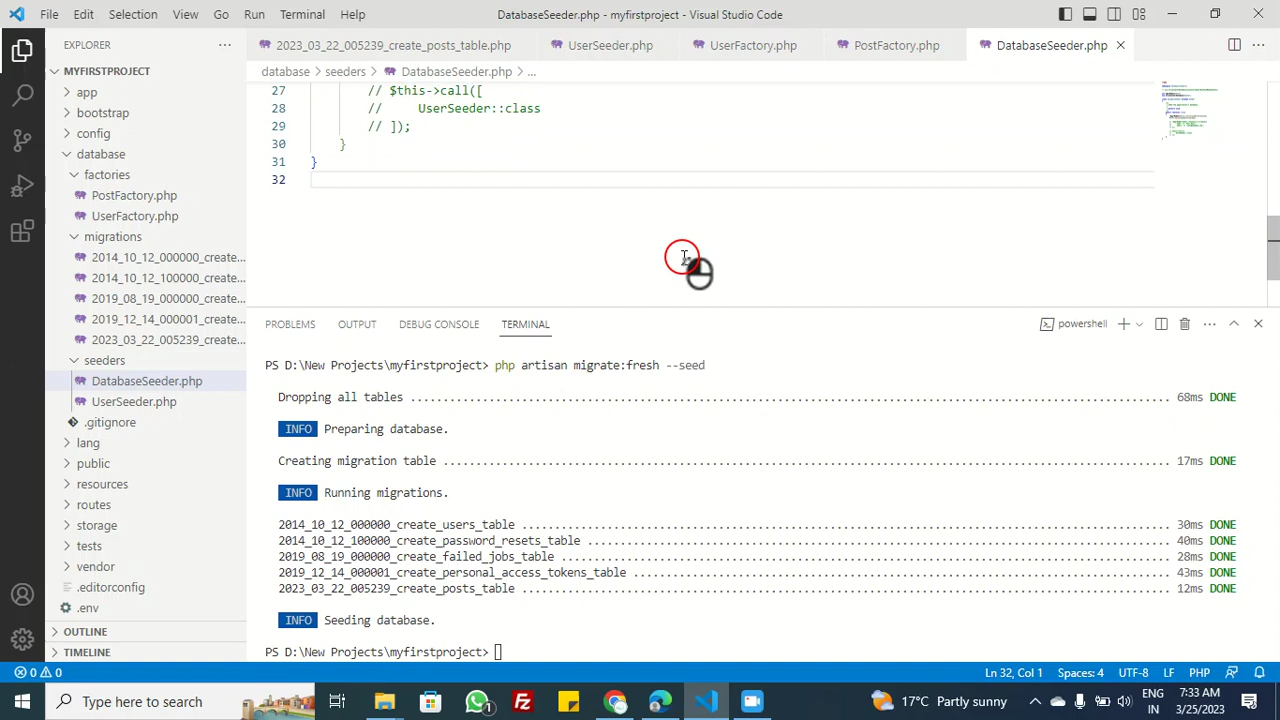 File Edit Selection View Go Run Terminal Help DatabaseSeeder.php - myfirstproject - Visual Studio Code
EXPLORER
2023_03_22_005239_create_posts_table.php UserSeeder.php UserFactory.php PostFactory.php DatabaseSeeder.php
MYFIRSTPROJECT
database > seeders > DatabaseSeeder.php > ...
app
bootstrap
config
database
factories
PostFactory.php
UserFactory.php
migrations
2014_10_12_000000_create...
2014_10_12_100000_create...
2019_08_19_000000_create...
2019_12_14_000001_create...
2023_03_22_005239_create...
seeders
DatabaseSeeder.php
UserSeeder.php
.gitignore
lang
public
resources
routes
storage
tests
vendor
.editorconfig
.env
OUTLINE
TIMELINE
27 // $this->call([
28 // UserSeeder::class
29 // ]);
30 }
31 }
32
PROBLEMS OUTPUT DEBUG CONSOLE TERMINAL powershell
PS D:\New Projects\myfirstproject> php artisan migrate:fresh --seed
Dropping all tables ................ 68ms DONE
INFO Preparing database.
Creating migration table ................ 17ms DONE
INFO Running migrations.
2014_10_12_000000_create_users_table ................ 30ms DONE
2014_10_12_100000_create_password_resets_table ................ 40ms DONE
2019_08_19_000000_create_failed_jobs_table ................ 28ms DONE
2019_12_14_000001_create_personal_access_tokens_table ................ 43ms DONE
2023_03_22_005239_create_posts_table ................ 12ms DONE
INFO Seeding database.
PS D:\New Projects\myfirstproject>
0 0 Ln 32, Col 1 Spaces: 4 UTF-8 LF PHP
Type here to search 1 17°C Partly sunny ENG 7:33 AM
IN 3/25/2023